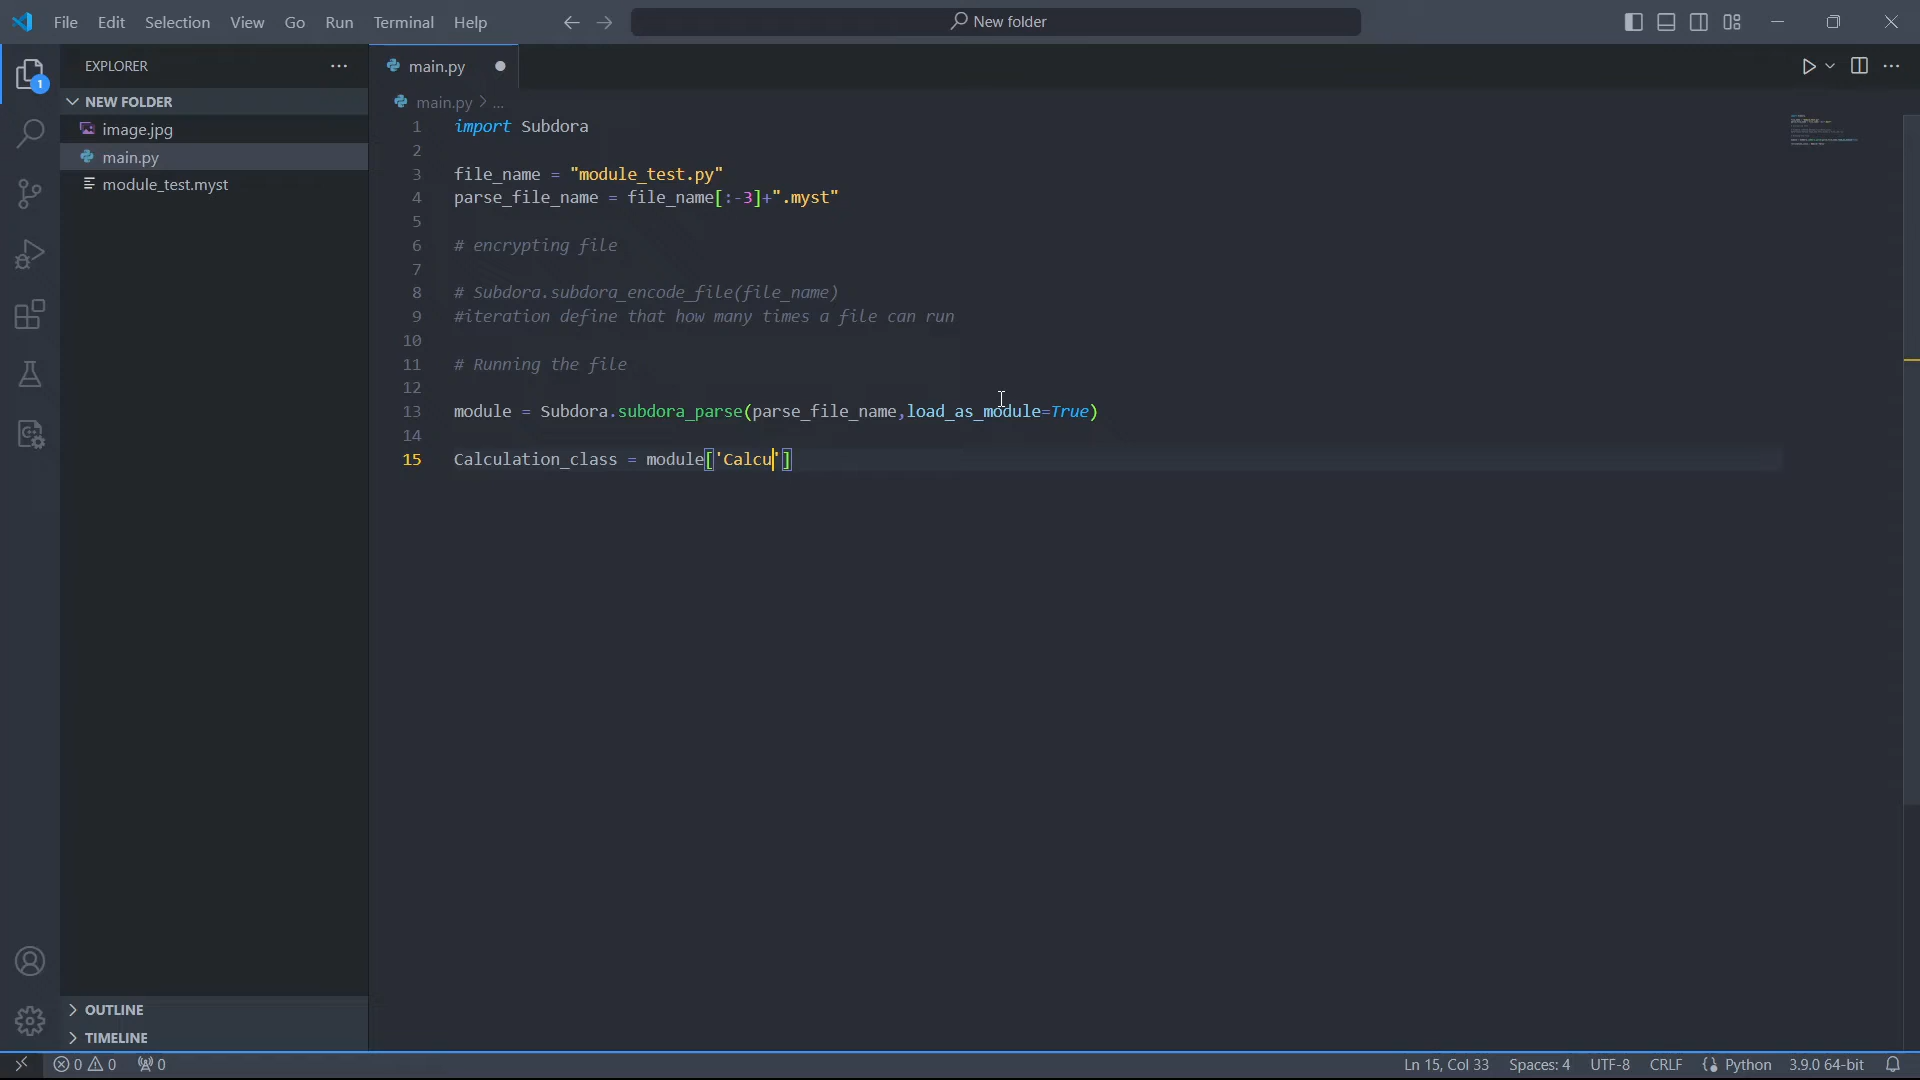 File Edit Selection View Go Run Terminal Help
New folder
EXPLORER
main.py
1
NEW FOLDER
image.jpg
main.py
module_test.myst
main.py > ...
1 import Subdora
2
3 file_name = "module_test.py"
4 parse_file_name = file_name[:-3]+".myst"
5
6 # encrypting file
7
8 # Subdora.subdora_encode_file(file_name)
9 #iteration define that how many times a file can run
10
11 # Running the file
12
13 module = Subdora.subdora_parse(parse_file_name,load_as_module=True)
14
15 Calculation_class = module['Calcu']
OUTLINE
TIMELINE
0 0 0 Ln 15, Col 33 Spaces: 4 UTF-8 CRLF Python 3.9.0 64-bit